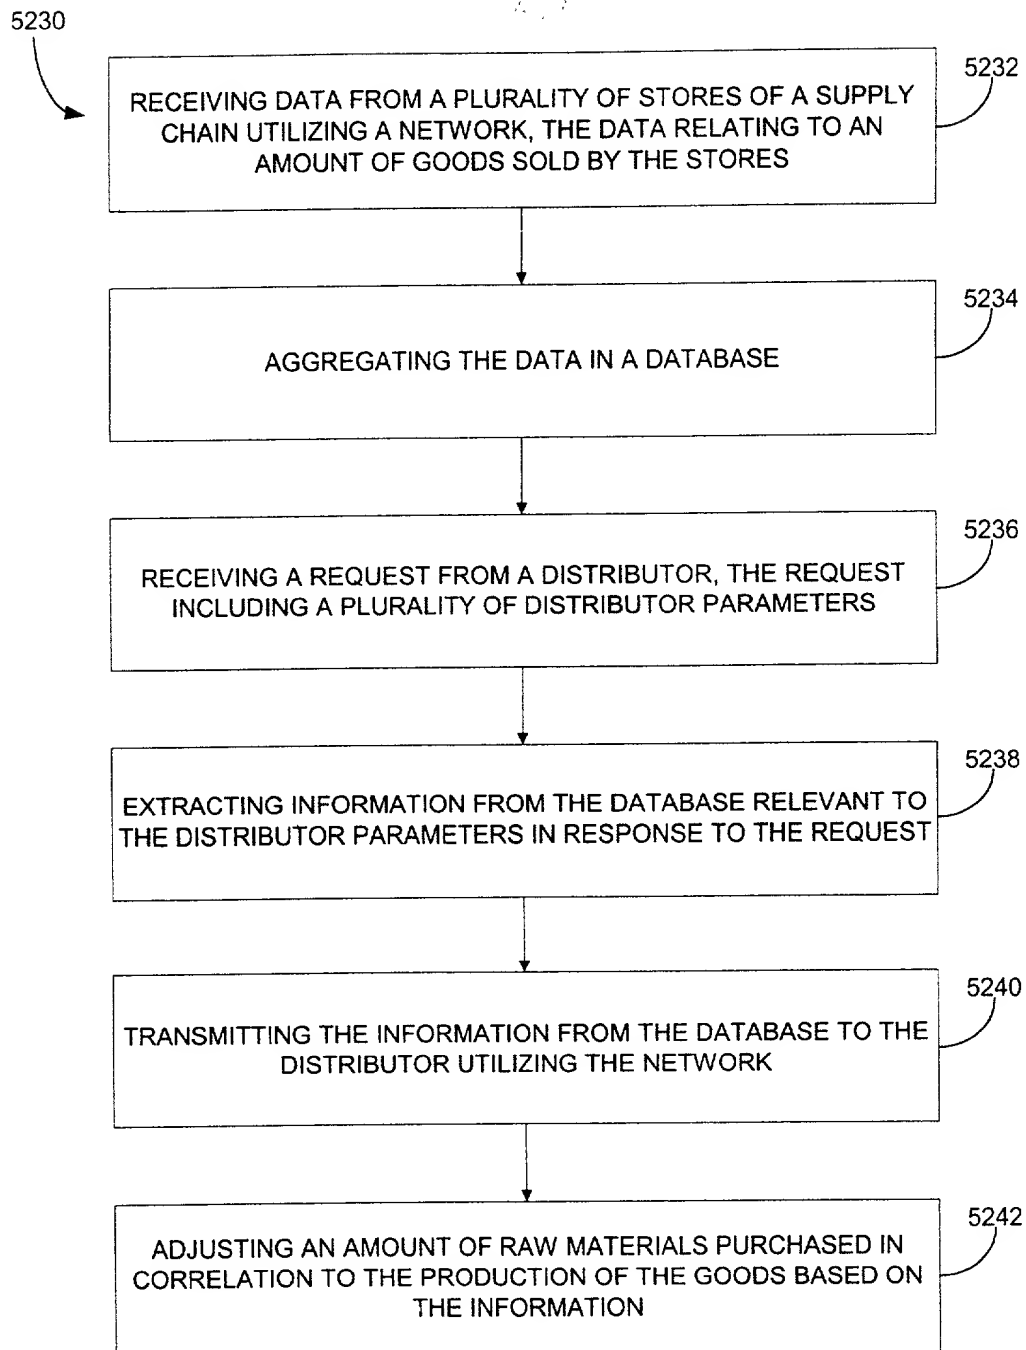 5230
5232
RECEIVING DATA FROM A PLURALITY OF STORES OF A SUPPLY
CHAIN UTILIZING A NETWORK, THE DATA RELATING TO AN
AMOUNT OF GOODS SOLD BY THE STORES
5234
AGGREGATING THE DATA IN A DATABASE
5236
RECEIVING A REQUEST FROM A DISTRIBUTOR, THE REQUEST
INCLUDING A PLURALITY OF DISTRIBUTOR PARAMETERS
5238
EXTRACTING INFORMATION FROM THE DATABASE RELEVANT TO
THE DISTRIBUTOR PARAMETERS IN RESPONSE TO THE REQUEST
5240
TRANSMITTING THE INFORMATION FROM THE DATABASE TO THE
DISTRIBUTOR UTILIZING THE NETWORK
5242
ADJUSTING AN AMOUNT OF RAW MATERIALS PURCHASED IN
CORRELATION TO THE PRODUCTION OF THE GOODS BASED ON
THE INFORMATION